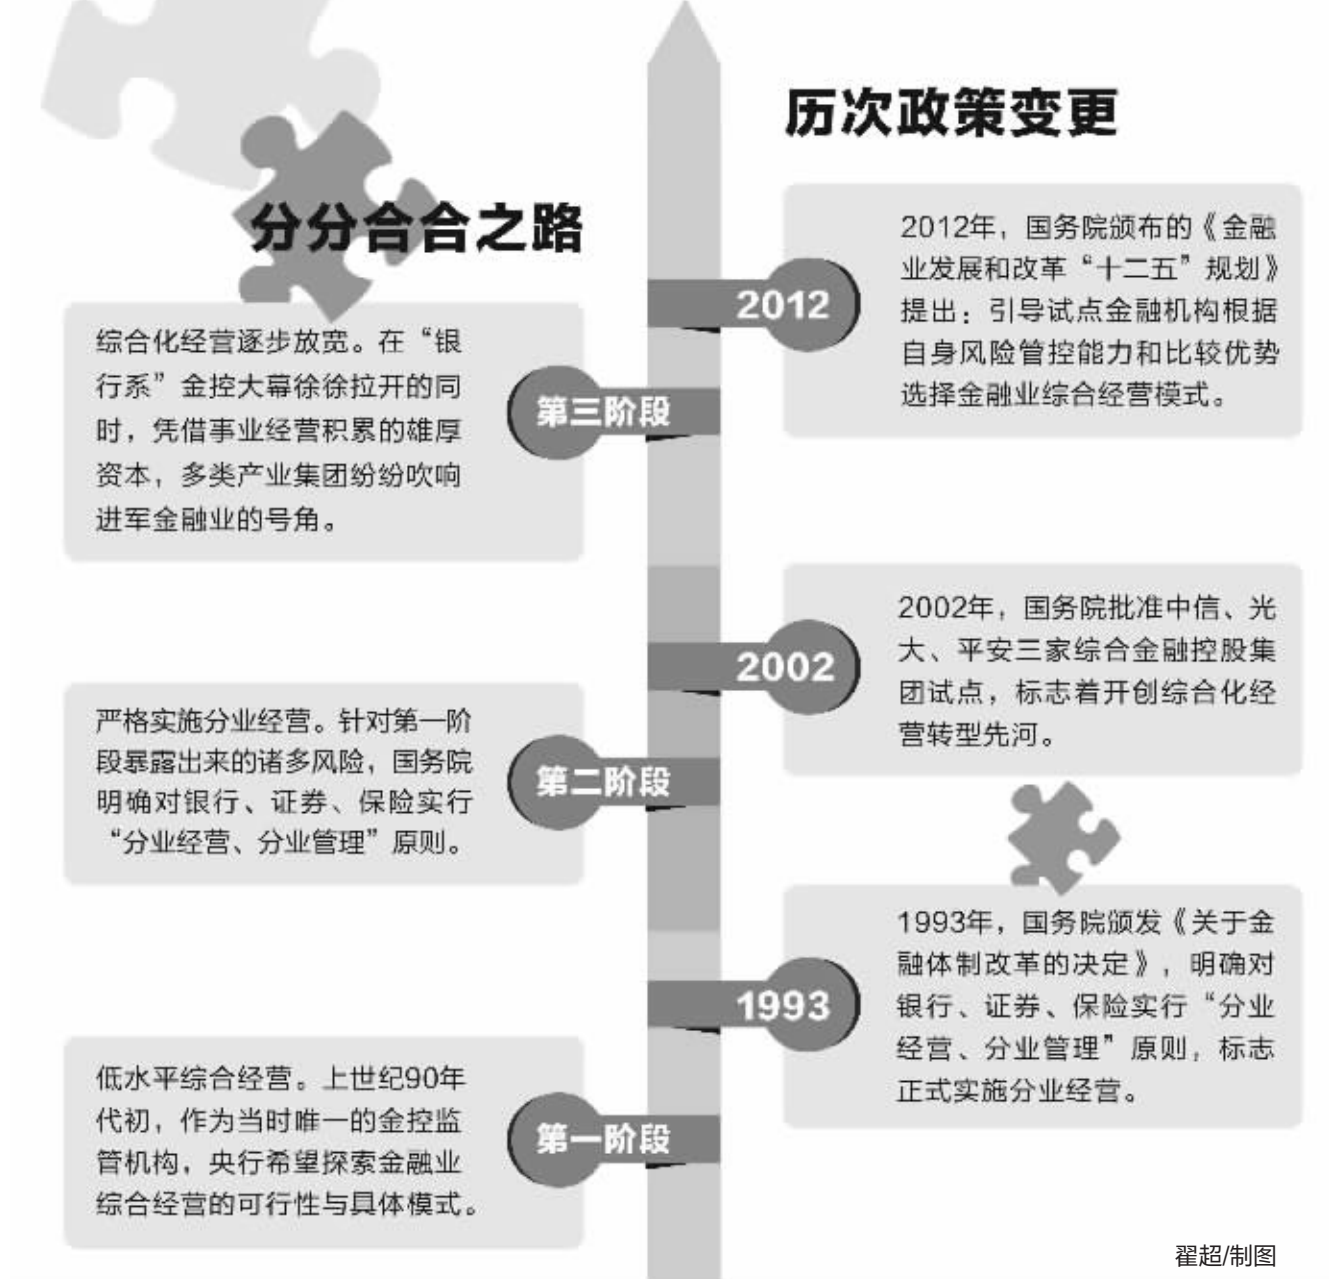 历次政策变更
分分合合之路
2012年，国务院颁布的《金融
业发展和改革“十二五”规划》
提出：引导试点金融机构根据
自身风险管控能力和比较优势
选择金融业综合经营模式。
2012
综合化经营逐步放宽。在“银
行系”金控大幕徐徐拉开的同
时，凭借事业经营积累的雄厚
资本，多类产业集团纷纷吹响
进军金融业的号角。
第三阶段
2002年，国务院批准中信、光
大、平安三家综合金融控股集
团试点，标志着开创综合化经
营转型先河。
2002
严格实施分业经营。针对第一阶
段暴露出来的诸多风险，国务院
明确对银行、证券、保险实行
“分业经营、分业管理”原则。
第二阶段
1993年，国务院颁发《关于金
融体制改革的决定》，明确对
银行、证券、保险实行“分业
经营、分业管理”原则，标志
正式实施分业经营。
1993
低水平综合经营。上世纪90年
代初，作为当时唯一的金控监
管机构，央行希望探索金融业
综合经营的可行性与具体模式。
第一阶段
翟超/制图